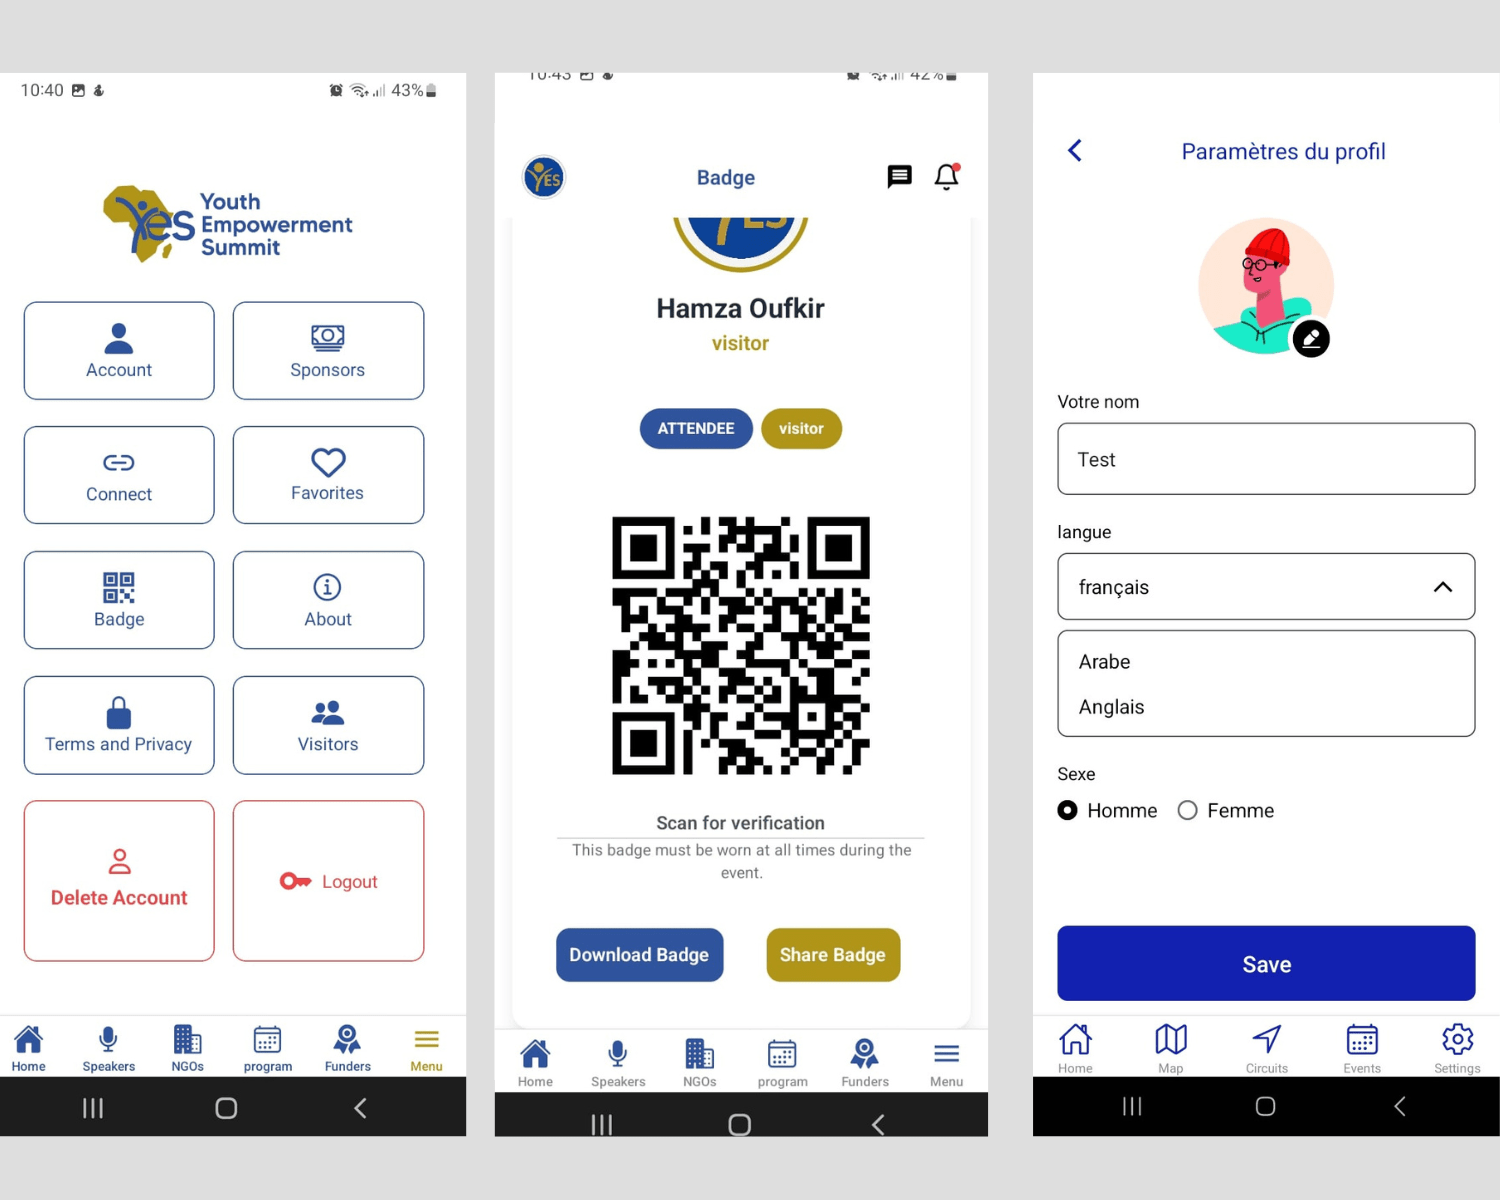 10:40
43%
Yes
Youth
Empowerment
Summit
Account
Sponsors
Connect
Favorites
Badge
About
Terms and Privacy
Visitors
Delete Account
Logout
Home
Speakers
NGOs
program
Funders
Menu
10:43
42%
YES
Badge
YES
Hamza Oufkir
visitor
ATTENDEE
visitor
Scan for verification
This badge must be worn at all times during the
event.
Download Badge
Share Badge
Home
Speakers
NGOs
program
Funders
Menu
Paramètres du profil
Votre nom
Test
langue
français
Arabe
Anglais
Sexe
Homme
Femme
Save
Home
Map
Circuits
Events
Settings